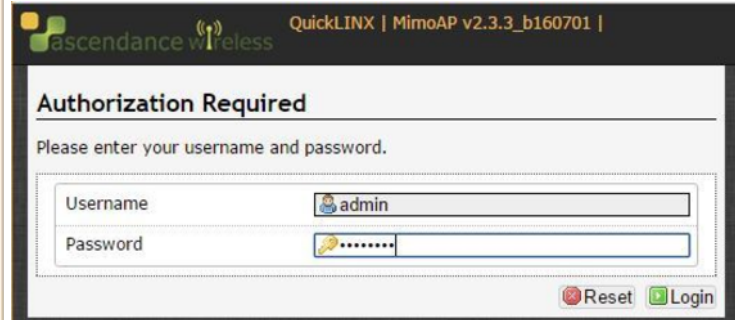 ascendance wireless
QuickLINX | MimoAP v2.3.3_b160701 |
Authorization Required
Please enter your username and password.
Username admin
Password ••••••••
Reset Login